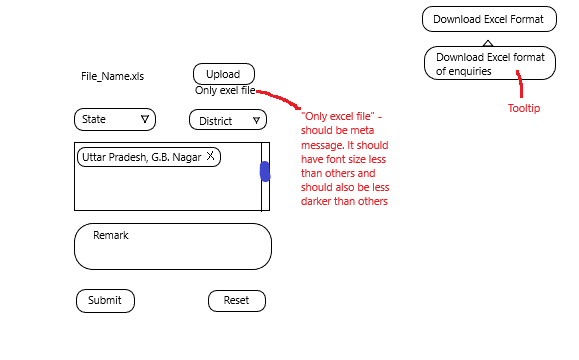 Download Excel Format
Download Excel format
of enquiries
Tooltip
File_Name.xls
Upload
Only exel file
"Only excel file" -
should be meta
message. It should
have font size less
than others and
should also be less
darker than others
State
District
Uttar Pradesh, G.B. Nagar X
Remark
Submit
Reset